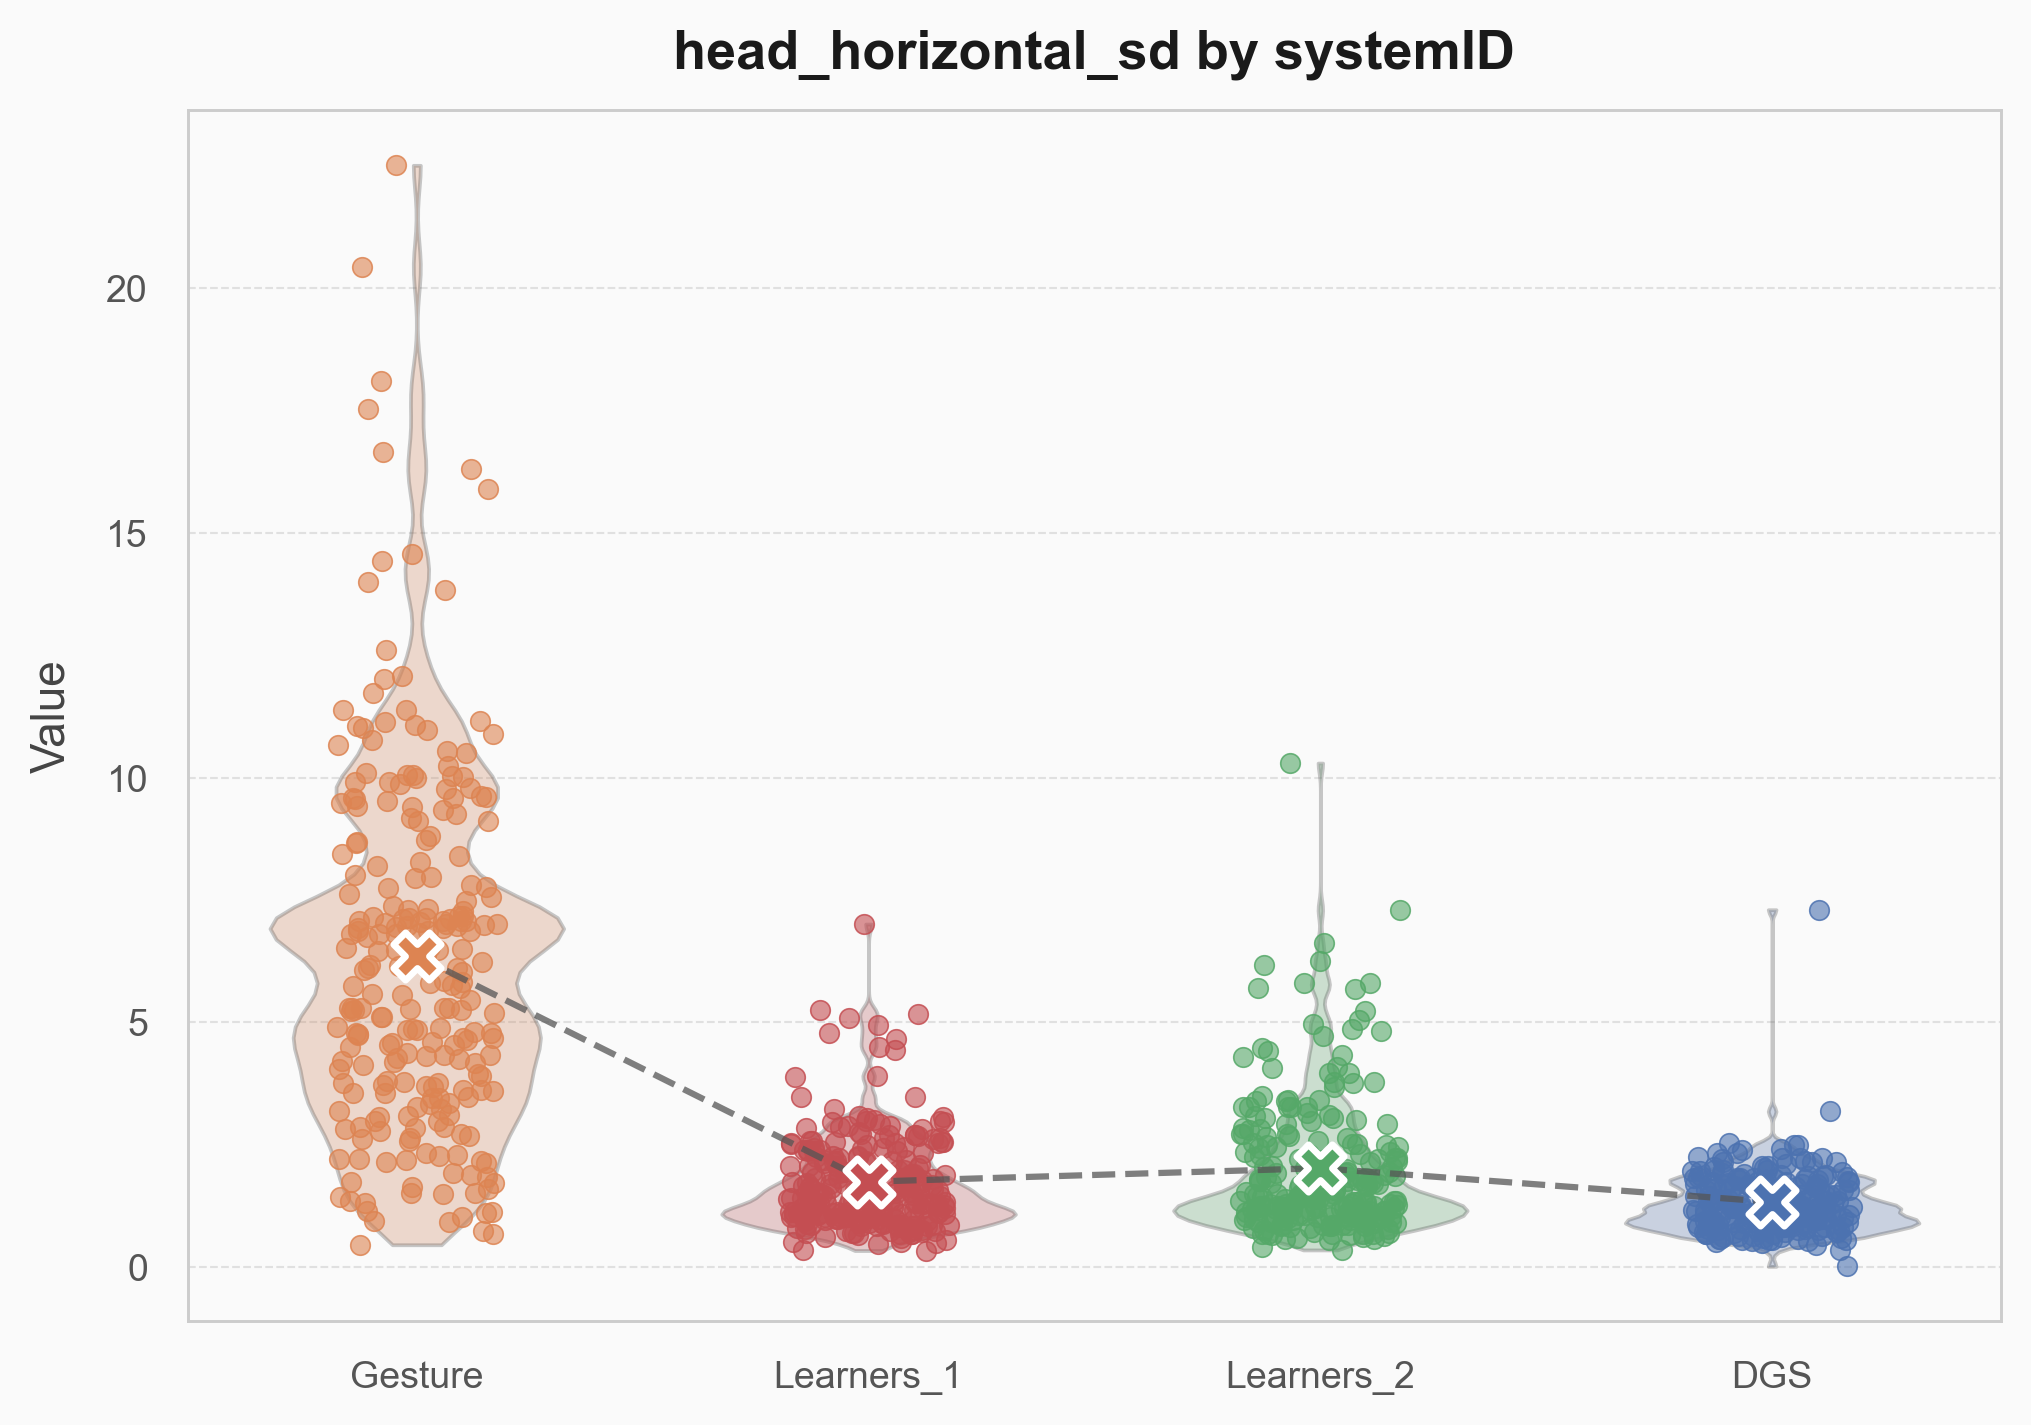 head_horizontal_sd by systemID
Value
20
15
10
5
0
Gesture
Learners_1
Learners_2
DGS